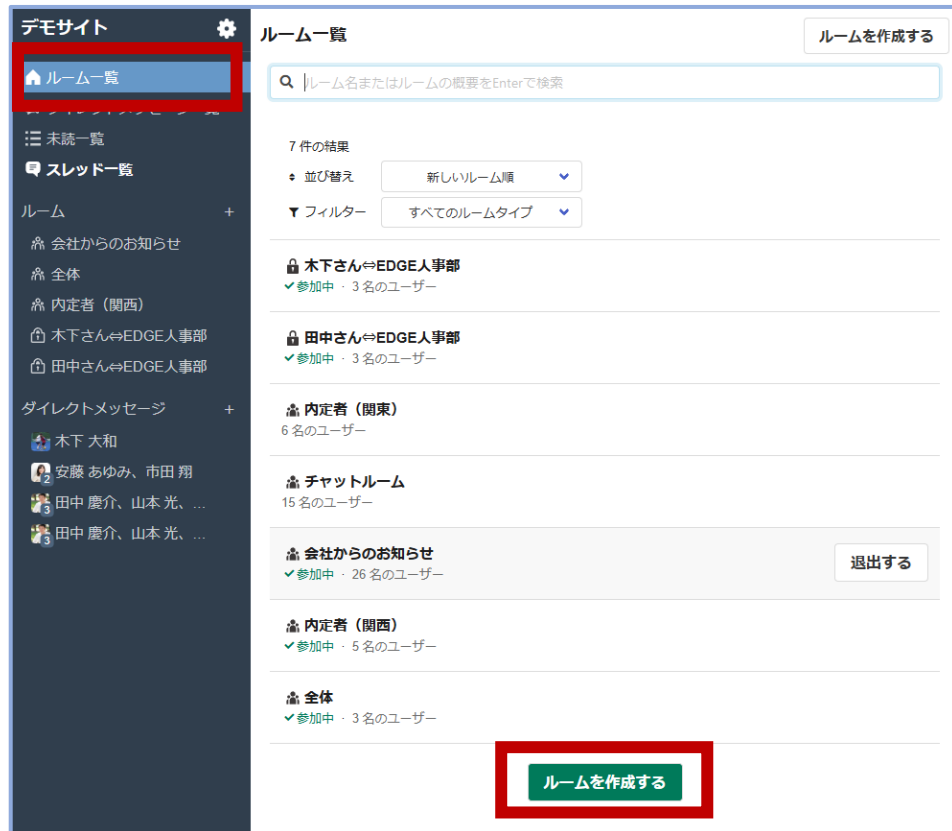 デモサイト
ルーム一覧
未読一覧
スレッド一覧
ルーム +
会社からのお知らせ
全体
内定者（関西）
木下さん⇔EDGE人事部
田中さん⇔EDGE人事部
ダイレクトメッセージ +
木下 大和
2 安藤 あゆみ、市田 翔
3 田中 慶介、山本 光、...
3 田中 慶介、山本 光、...
ルーム一覧
ルームを作成する
ルーム名またはルームの概要をEnterで検索
7 件の結果
並び替え 新しいルーム順
フィルター すべてのルームタイプ
木下さん⇔EDGE人事部
参加中 · 3 名のユーザー
田中さん⇔EDGE人事部
参加中 · 3 名のユーザー
内定者（関東）
6 名のユーザー
チャットルーム
15 名のユーザー
会社からのお知らせ
参加中 · 26 名のユーザー
退出する
内定者（関西）
参加中 · 5 名のユーザー
全体
参加中 · 3 名のユーザー
ルームを作成する